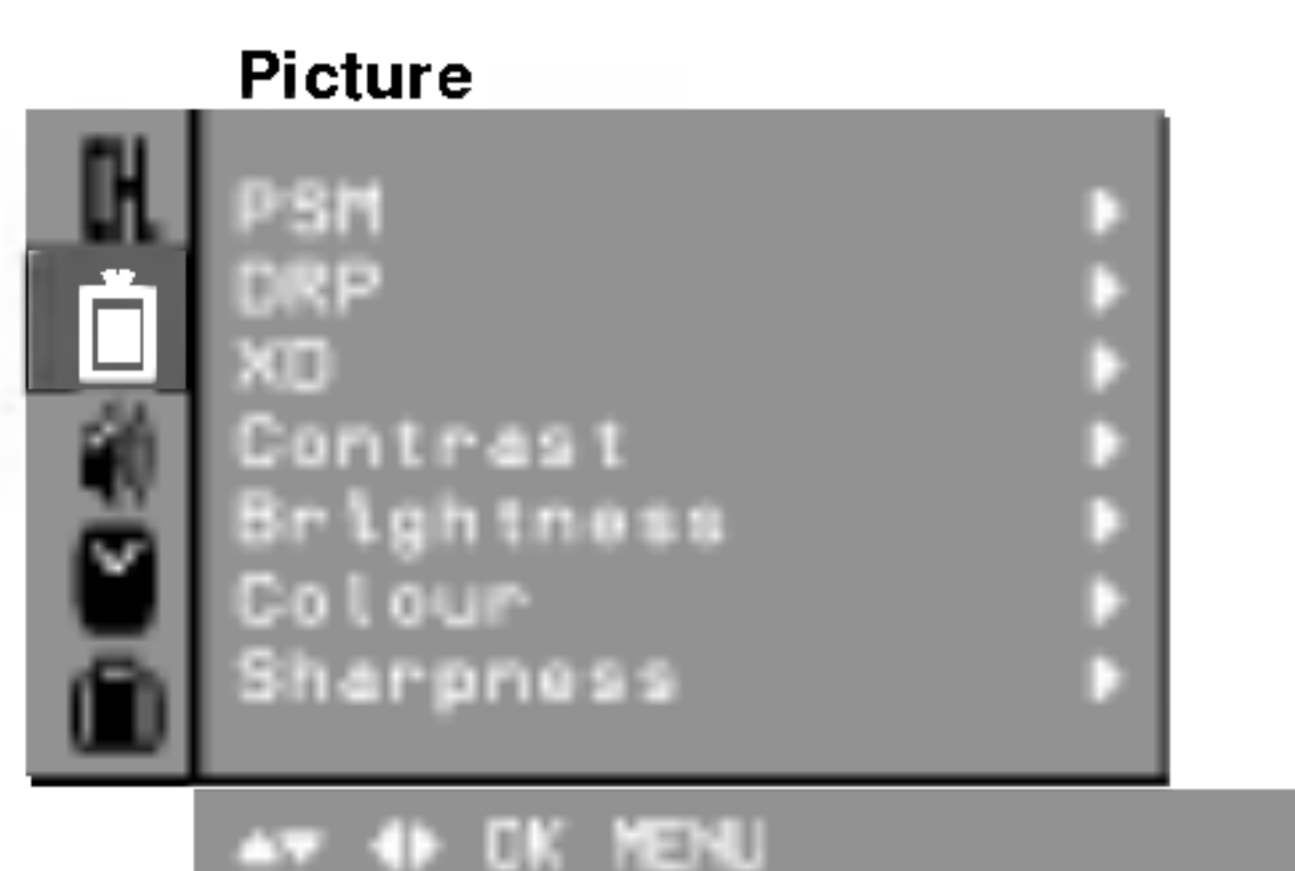 Picture
CH
PSM
DRP
XD
Contrast
Brightness
Colour
Sharpness
▲▼ ◀▶ OK MENU